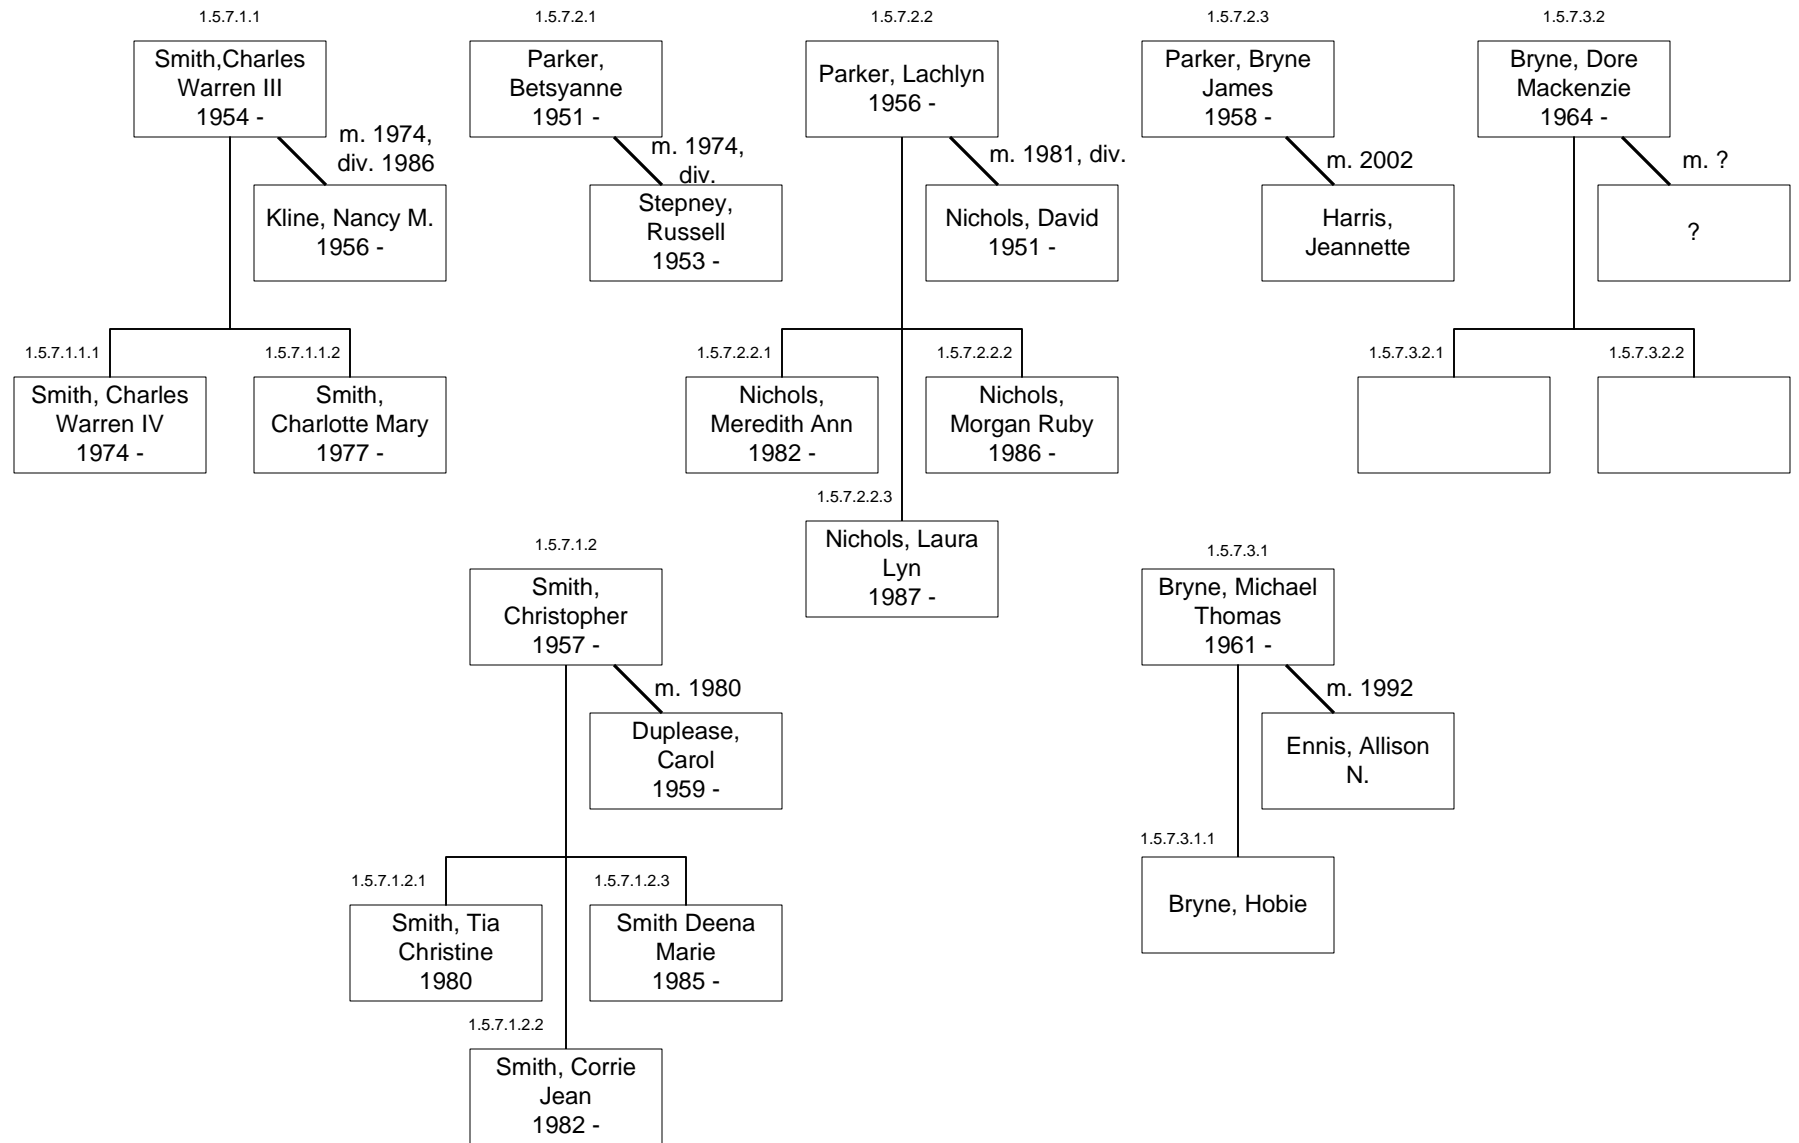 1.5.7.1.1
Smith,Charles
Warren III
1954 -
m. 1974,
div. 1986
Kline, Nancy M.
1956 -
1.5.7.1.1.1
Smith, Charles
Warren IV
1974 -
1.5.7.1.1.2
Smith,
Charlotte Mary
1977 -
1.5.7.2.1
Parker,
Betsyanne
1951 -
m. 1974,
div.
Stepney,
Russell
1953 -
1.5.7.2.2
Parker, Lachlyn
1956 -
m. 1981, div.
Nichols, David
1951 -
1.5.7.2.2.1
Nichols,
Meredith Ann
1982 -
1.5.7.2.2.2
Nichols,
Morgan Ruby
1986 -
1.5.7.2.2.3
Nichols, Laura
Lyn
1987 -
1.5.7.2.3
Parker, Bryne
James
1958 -
m. 2002
Harris,
Jeannette
1.5.7.3.2
Bryne, Dore
Mackenzie
1964 -
m. ?
?
1.5.7.3.2.1
1.5.7.3.2.2
1.5.7.1.2
Smith,
Christopher
1957 -
m. 1980
Duplease,
Carol
1959 -
1.5.7.1.2.1
Smith, Tia
Christine
1980
1.5.7.1.2.3
Smith Deena
Marie
1985 -
1.5.7.1.2.2
Smith, Corrie
Jean
1982 -
1.5.7.3.1
Bryne, Michael
Thomas
1961 -
m. 1992
Ennis, Allison
N.
1.5.7.3.1.1
Bryne, Hobie